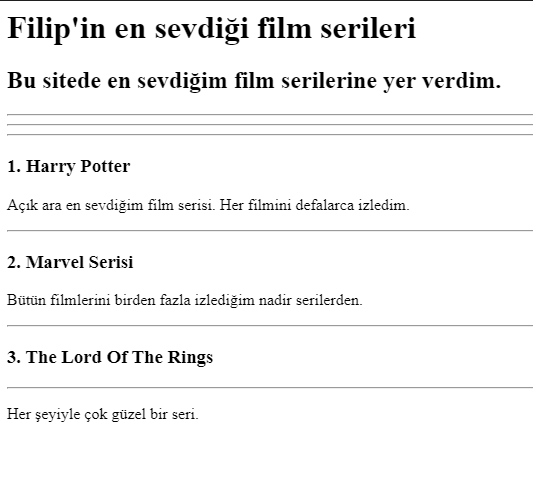 Filip'in en sevdiği film serileri
Bu sitede en sevdiğim film serilerine yer verdim.
1. Harry Potter
Açık ara en sevdiğim film serisi. Her filmini defalarca izledim.
2. Marvel Serisi
Bütün filmlerini birden fazla izlediğim nadir serilerden.
3. The Lord Of The Rings
Her şeyiyle çok güzel bir seri.